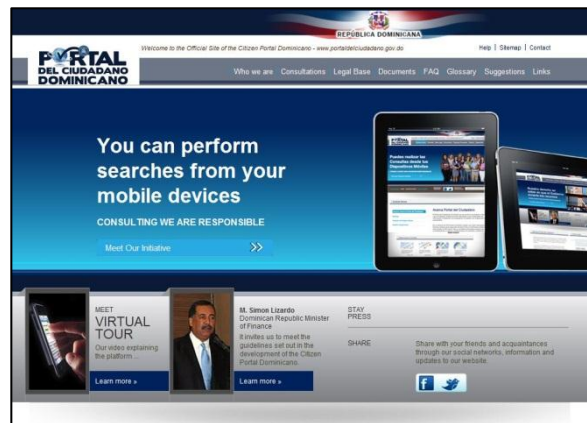 REPÚBLICA DOMINICANA
Welcome to the Official Site of the Citizen Portal Dominicano - www.portaldelciudadano.gov.do
Help | Sitemap | Contact
PORTAL
DEL CIUDADANO
DOMINICANO
Who we are Consultations Legal Base Documents FAQ Glossary Suggestions Links
You can perform
searches from your
mobile devices
CONSULTING WE ARE RESPONSIBLE
Meet Our Initiative >>
MEET
VIRTUAL
TOUR
Our video explaining
the platform ...
Learn more »
M. Simon Lizardo
Dominican Republic Minister
of Finance
It invites us to meet the
guidelines set out in the
development of the Citizen
Portal Dominicano.
Learn more »
STAY
PRESS
SHARE
Share with your friends and acquaintances
through our social networks, information and
updates to our website.
f